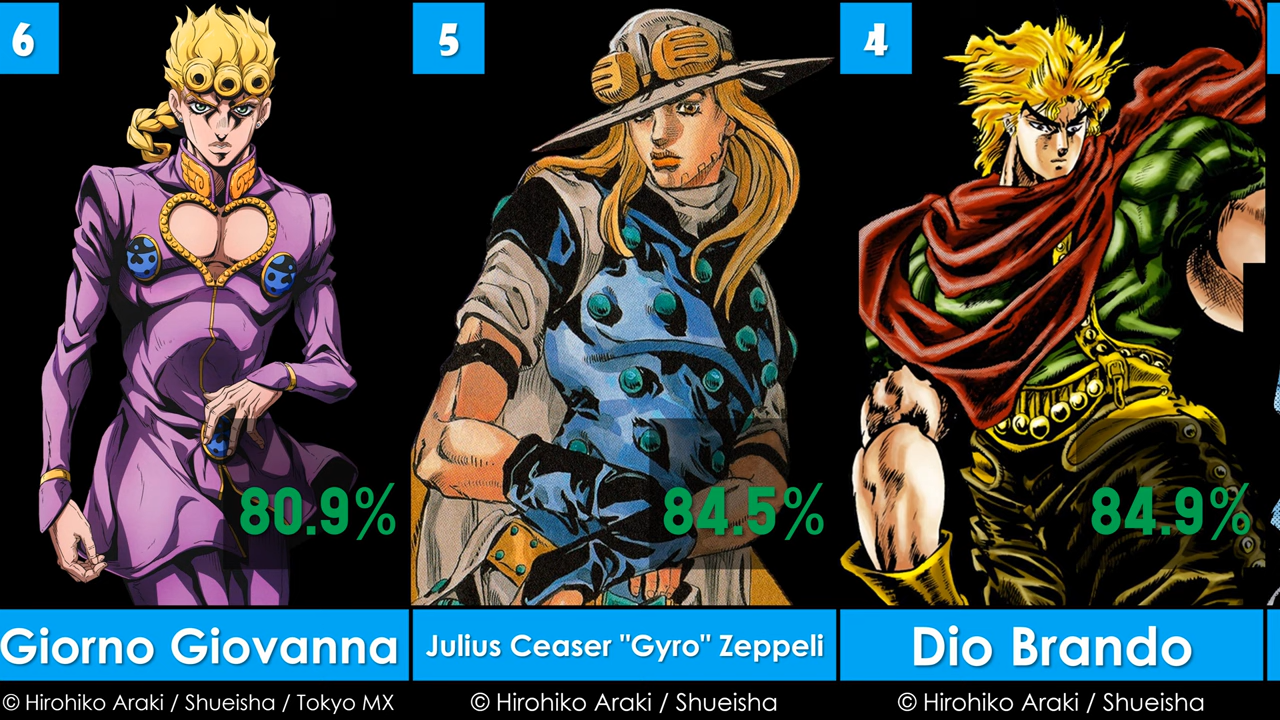 6
80.9%
Giorno Giovanna
© Hirohiko Araki / Shueisha / Tokyo MX
5
84.5%
Julius Ceaser "Gyro" Zeppeli
© Hirohiko Araki / Shueisha
4
84.9%
Dio Brando
© Hirohiko Araki / Shueisha